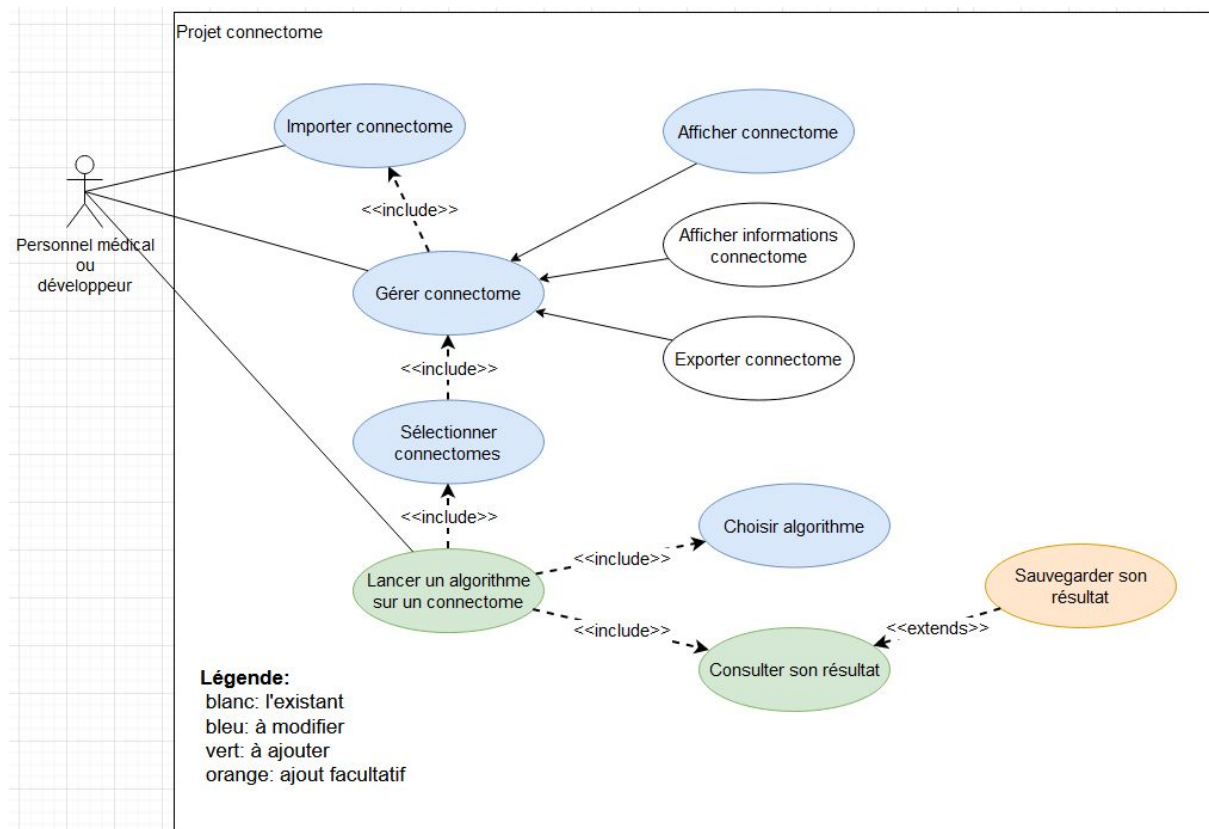 Projet connectome
Importer connectome
Afficher connectome
<<include>>
Personnel médical
ou
développeur
Afficher informations
connectome
Gérer connectome
Exporter connectome
<<include>>
Sélectionner
connectomes
<<include>>
Choisir algorithme
<<include>>
Lancer un algorithme
sur un connectome
Sauvegarder son
résultat
<<include>>
<<extends>>
Consulter son résultat
Légende:
blanc: l'existant
bleu: à modifier
vert: à ajouter
orange: ajout facultatif